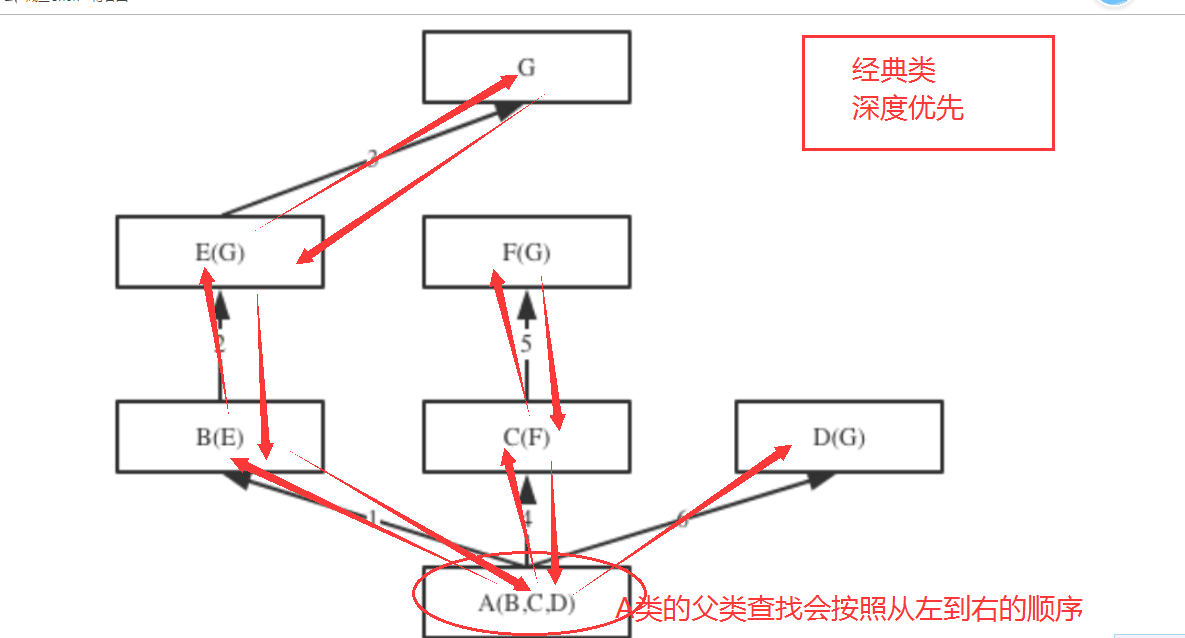 G
经典类
深度优先
3
E(G)
F(G)
2
5
B(E)
C(F)
D(G)
1
4
6
A(B,C,D)
A类的父类查找会按照从左到右的顺序